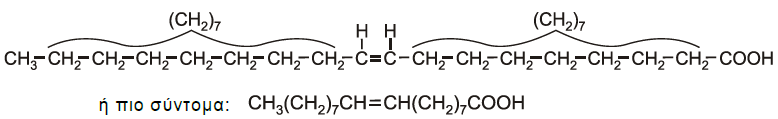 (CH₂)₇ (CH₂)₇
H H
CH₃–CH₂–CH₂–CH₂–CH₂–CH₂–CH₂–CH₂–C=C–CH₂–CH₂–CH₂–CH₂–CH₂–CH₂–CH₂–COOH
ή πιο σύντομα: CH₃(CH₂)₇CH=CH(CH₂)₇COOH